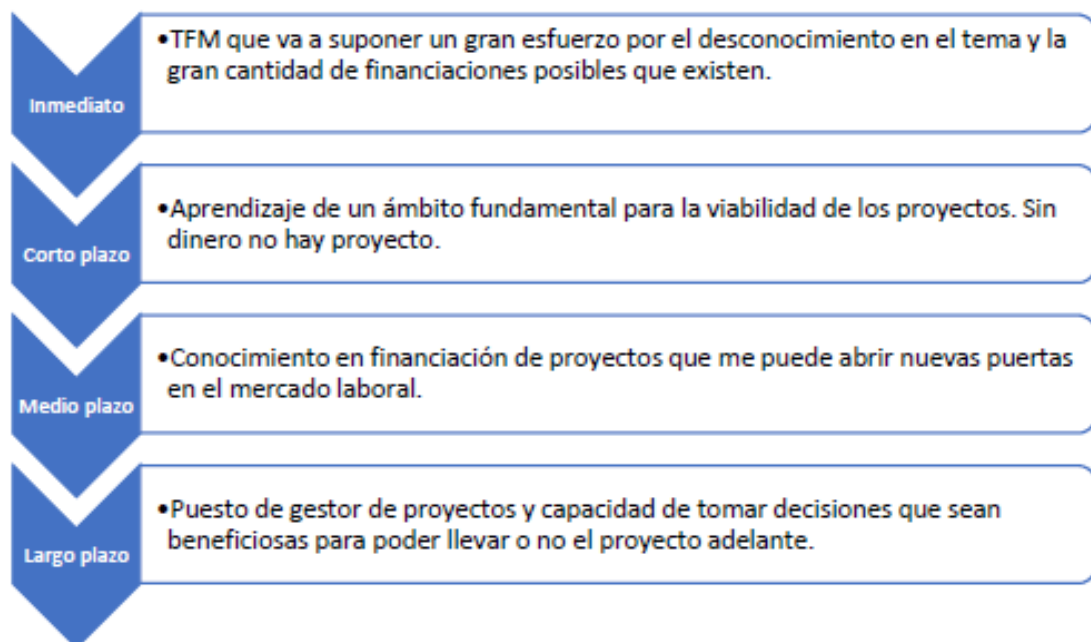 •TFM que va a suponer un gran esfuerzo por el desconocimiento en el tema y la
gran cantidad de financiaciones posibles que existen.
Inmediato
•Aprendizaje de un ámbito fundamental para la viabilidad de los proyectos. Sin
dinero no hay proyecto.
Corto plazo
•Conocimiento en financiación de proyectos que me puede abrir nuevas puertas
en el mercado laboral.
Medio plazo
•Puesto de gestor de proyectos y capacidad de tomar decisiones que sean
beneficiosas para poder llevar o no el proyecto adelante.
Largo plazo